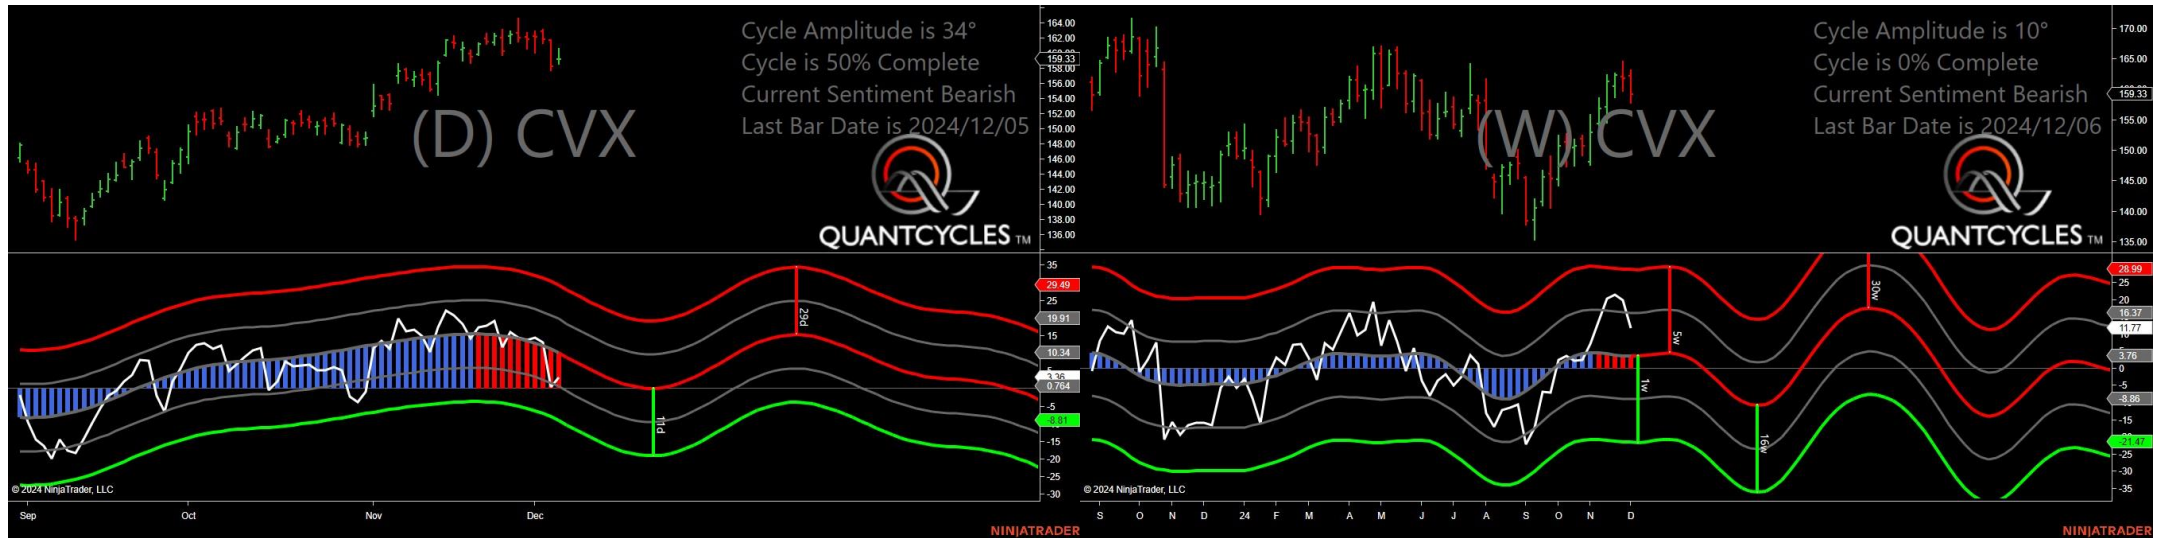 Cycle Amplitude is 34°
Cycle is 50% Complete
Current Sentiment Bearish
Last Bar Date is 2024/12/05
(D) CVX
QUANTCYCLES TM
164.00
162.00
159.33
158.00
156.00
154.00
152.00
150.00
148.00
146.00
144.00
142.00
140.00
138.00
136.00
35
29.49
25
19.91
15
10.34
3.36
0.764
-5
-8.81
-15
-20
-25
-30
29d
11d
© 2024 NinjaTrader, LLC
Sep Oct Nov Dec
NINJATRADER
Cycle Amplitude is 10°
Cycle is 0% Complete
Current Sentiment Bearish
Last Bar Date is 2024/12/06
(W) CVX
QUANTCYCLES TM
170.00
165.00
160.00
159.33
155.00
150.00
145.00
140.00
135.00
28.99
25
20
16.37
11.77
3.76
0
-5
-8.86
-15
-21.47
-25
-30
-35
5w
1w
16w
30w
© 2024 NinjaTrader, LLC
S O N D 24 F M A M J J A S O N D
NINJATRADER